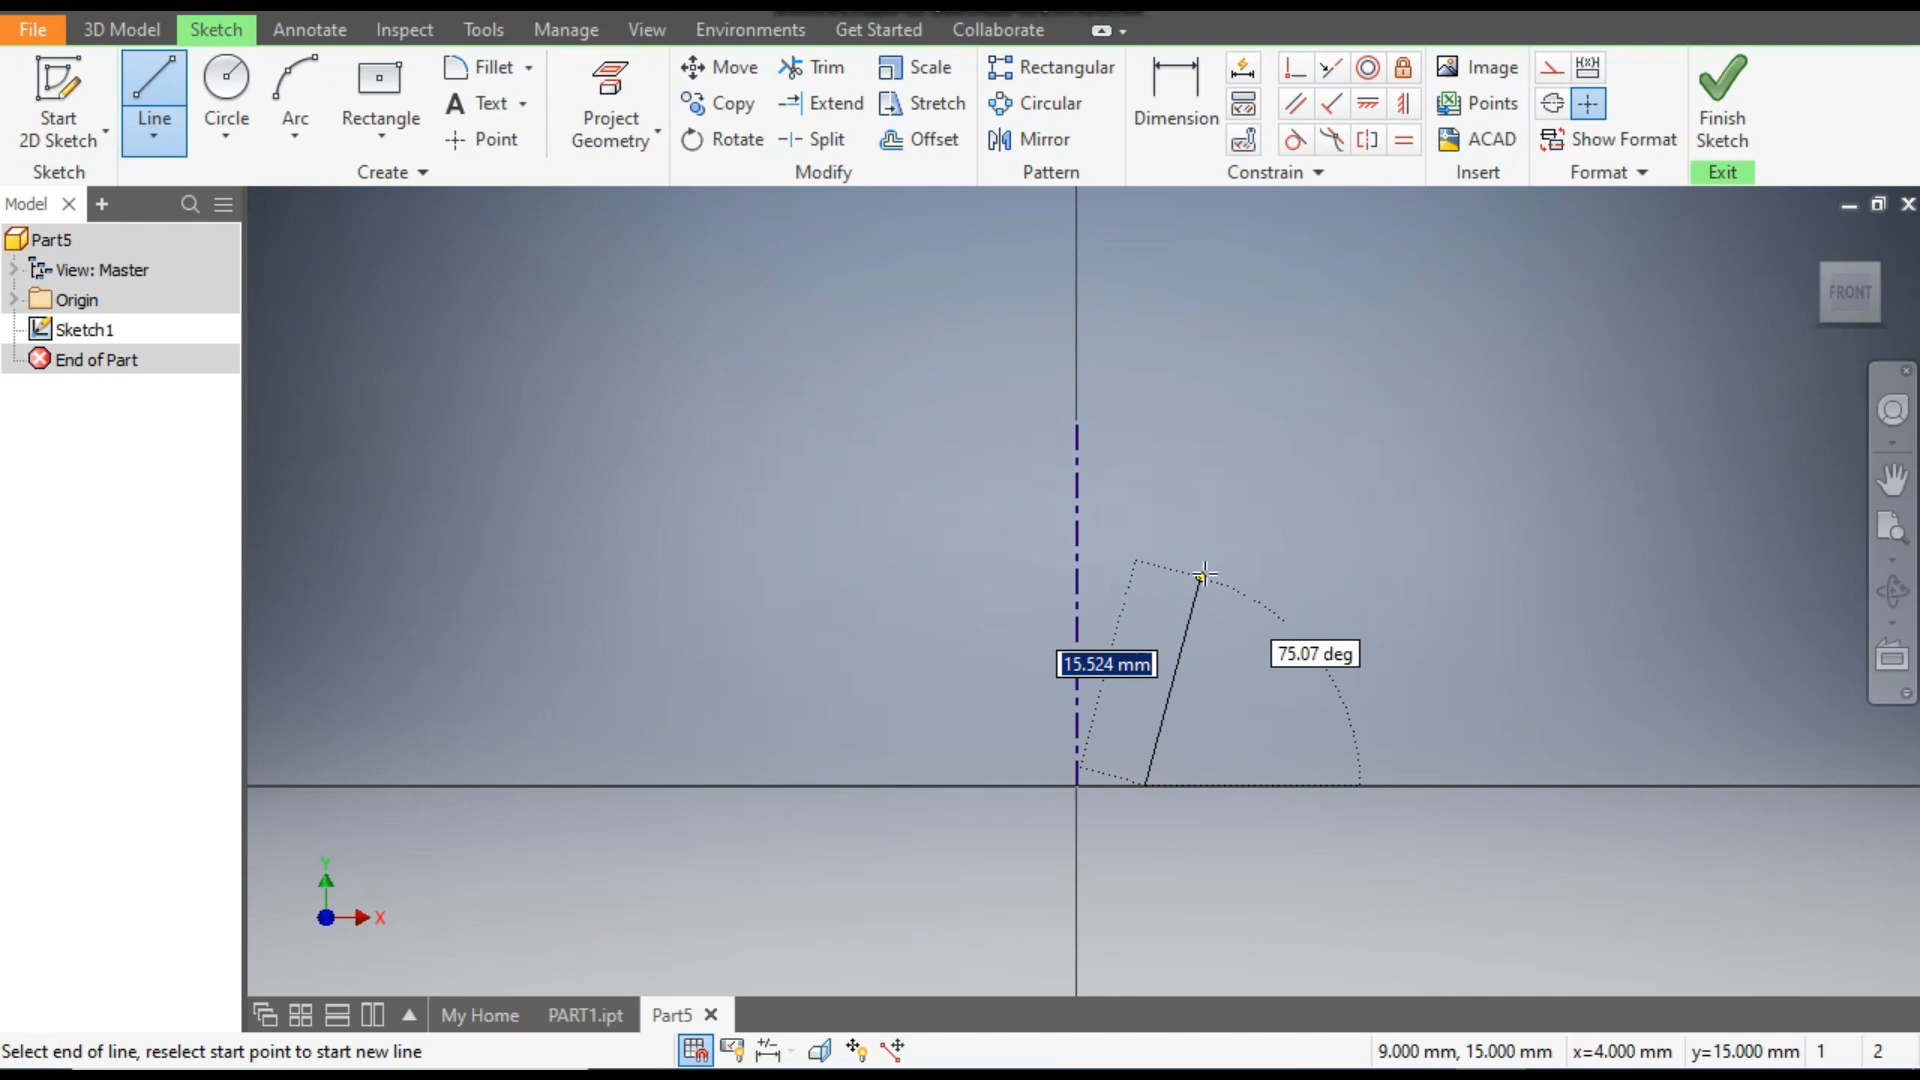 File 3D Model Sketch Annotate Inspect Tools Manage View Environments Get Started Collaborate
Start
2D Sketch
Line
Circle
Arc
Rectangle
Fillet
Text
Point
Project
Geometry
Move
Copy
Rotate
Trim
Extend
Split
Scale
Stretch
Offset
Rectangular
Circular
Mirror
Dimension
Image
Points
ACAD
Show Format
Finish
Sketch
Sketch Create Modify Pattern Constrain Insert Format Exit
Model
Part5
View: Master
Origin
Sketch1
End of Part
FRONT
15.524 mm
75.07 deg
Y
X
My Home PART1.ipt Part5
Select end of line, reselect start point to start new line
9.000 mm, 15.000 mm x=4.000 mm y=15.000 mm 1 2